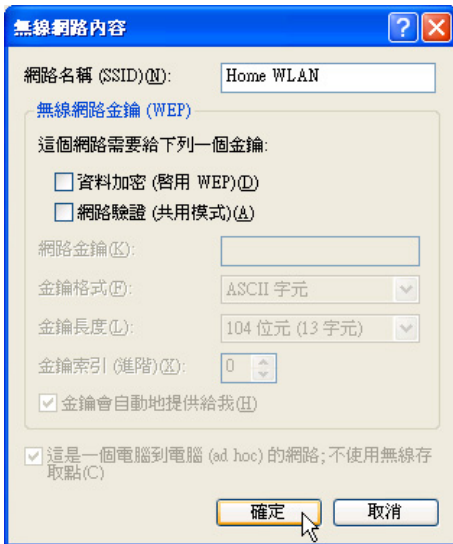 無線網路內容
網路名稱 (SSID)(N):
Home WLAN
無線網路金鑰 (WEP)
這個網路需要給下列一個金鑰:
資料加密 (啓用 WEP)(D)
網路驗證 (共用模式)(A)
網路金鑰(K):
金鑰格式(F):
ASCII 字元
金鑰長度(L):
104 位元 (13 字元)
金鑰索引 (進階)(X):
0
金鑰會自動地提供給我(H)
這是一個電腦到電腦 (ad hoc) 的網路;不使用無線存
取點(C)
確定
取消